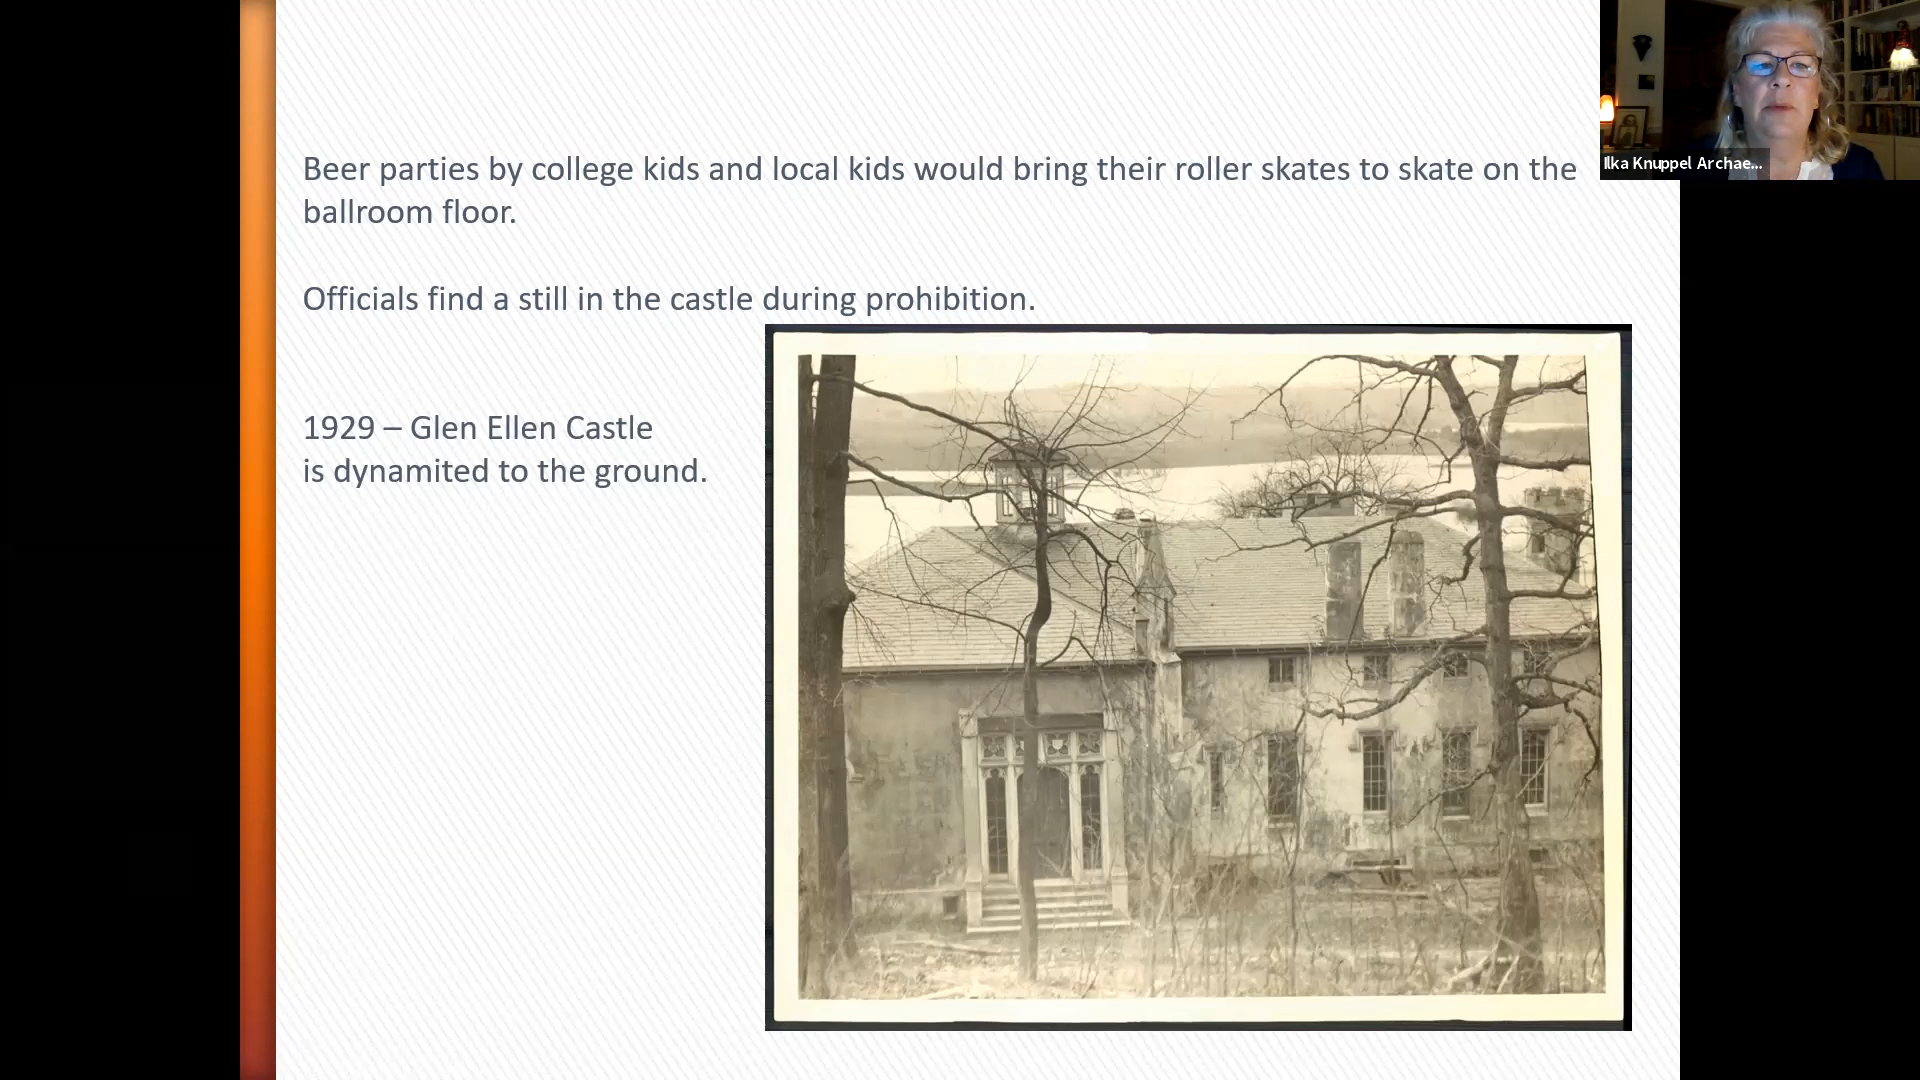 Beer parties by college kids and local kids would bring their roller skates to skate on the
ballroom floor.
Officials find a still in the castle during prohibition.
1929 – Glen Ellen Castle
is dynamited to the ground.
Ilka Knuppel Archae...